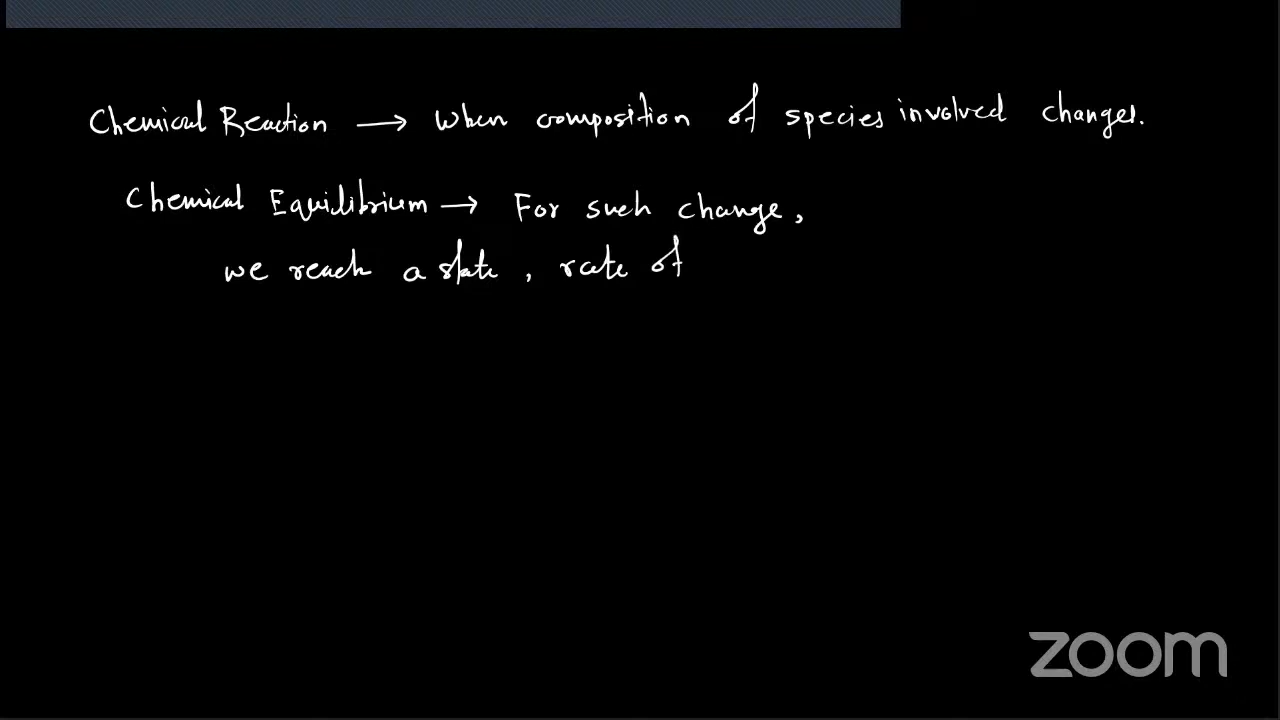 Chemical Reaction → When composition of species involved changes.
Chemical Equilibrium → For such change,
we reach a state, rate of
zoom